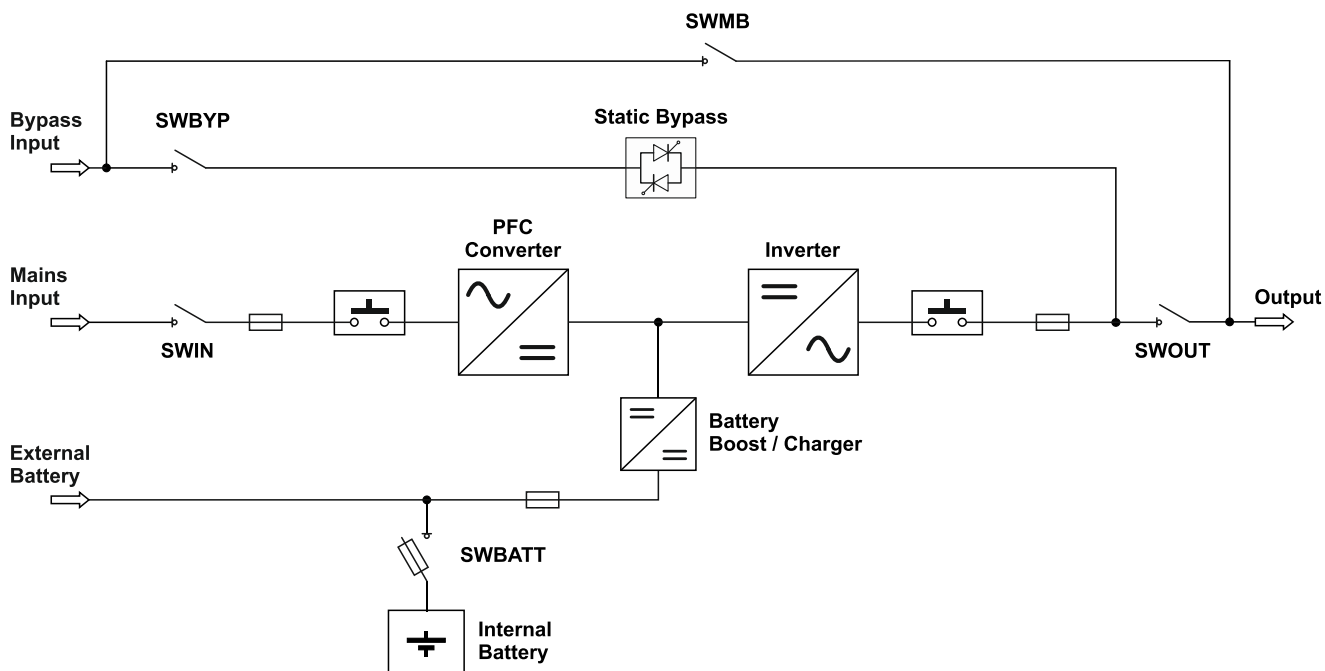 SWMB
Bypass
Input
SWBYP
Static Bypass
PFC
Converter
Inverter
Mains
Input
SWIN
Output
SWOUT
Battery
Boost / Charger
External
Battery
SWBATT
Internal
Battery